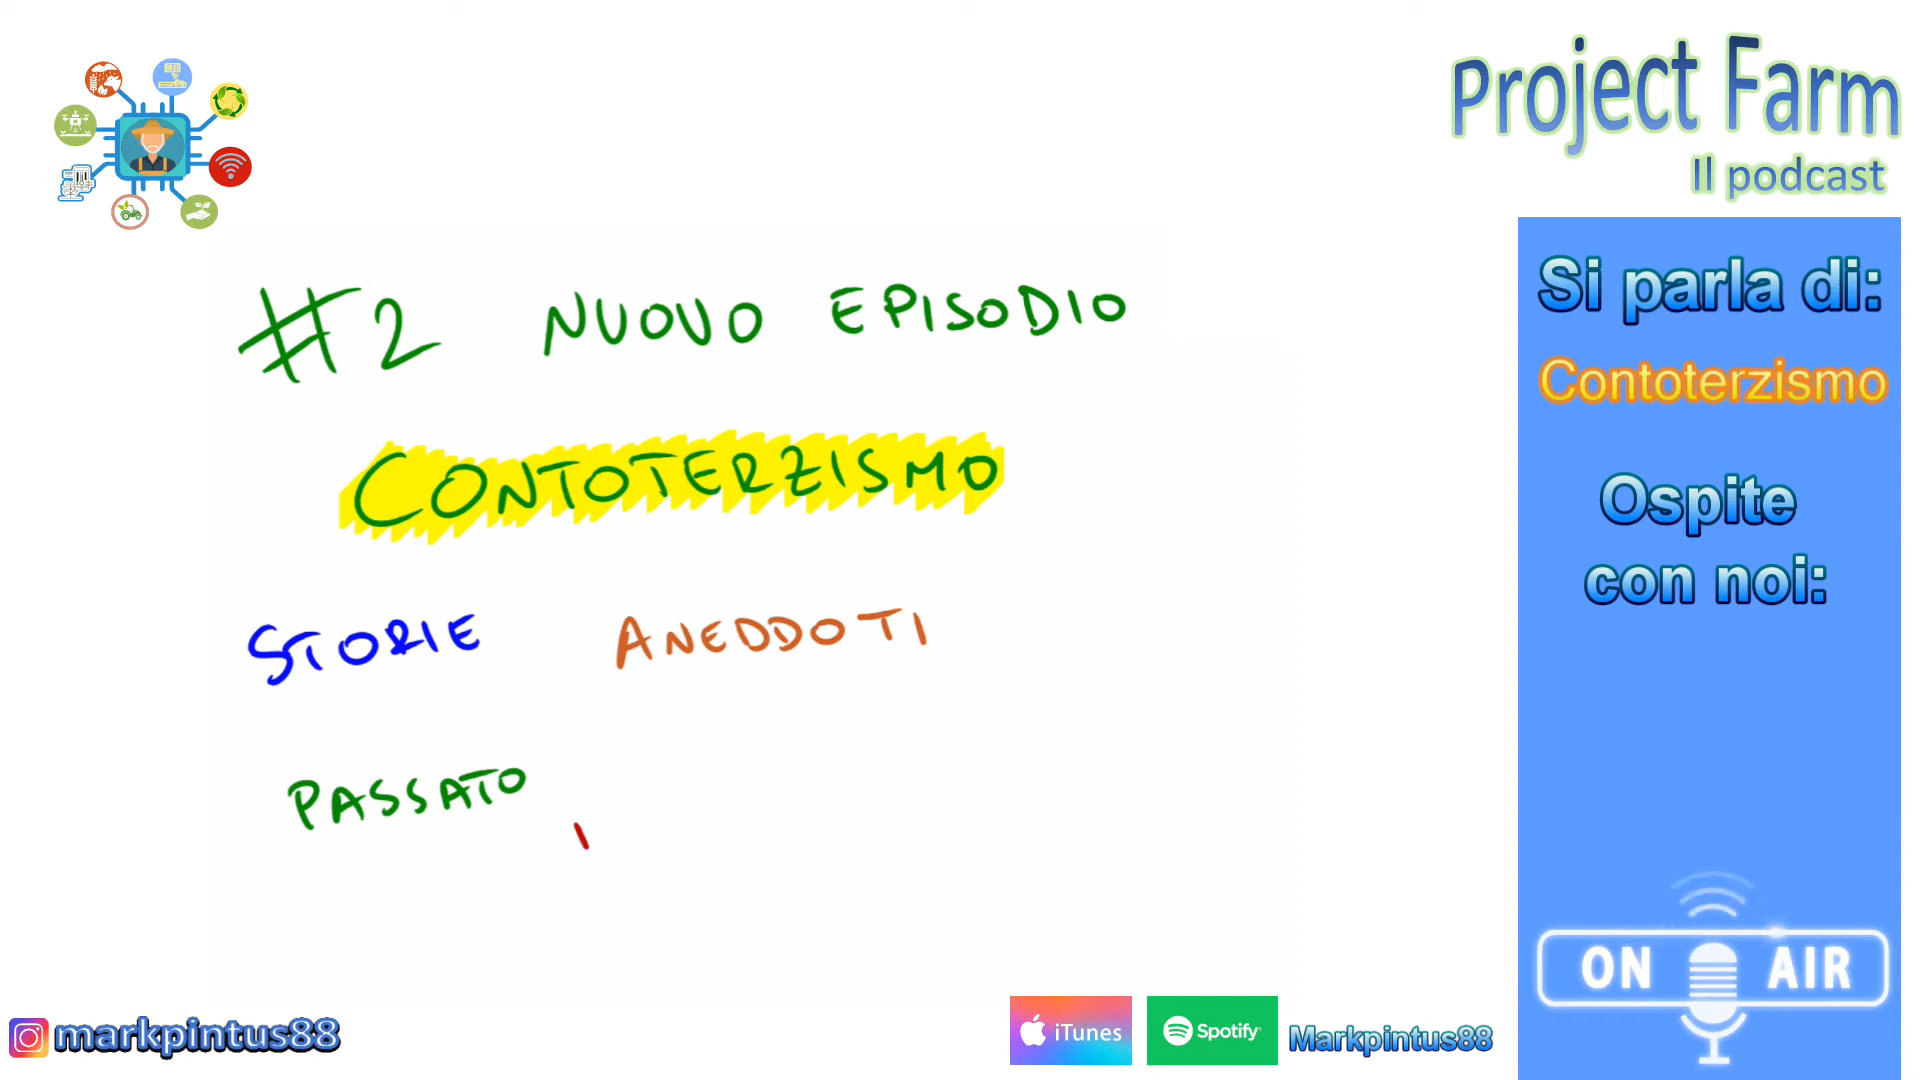 Project Farm
Il podcast
#2 NUOVO EPISODIO
CONTOTERZISMO
STORIE ANEDDOTI
PASSATO
Si parla di:
Contoterzismo
Ospite
con noi:
ON AIR
markpintus88
iTunes
Spotify
Markpintus88